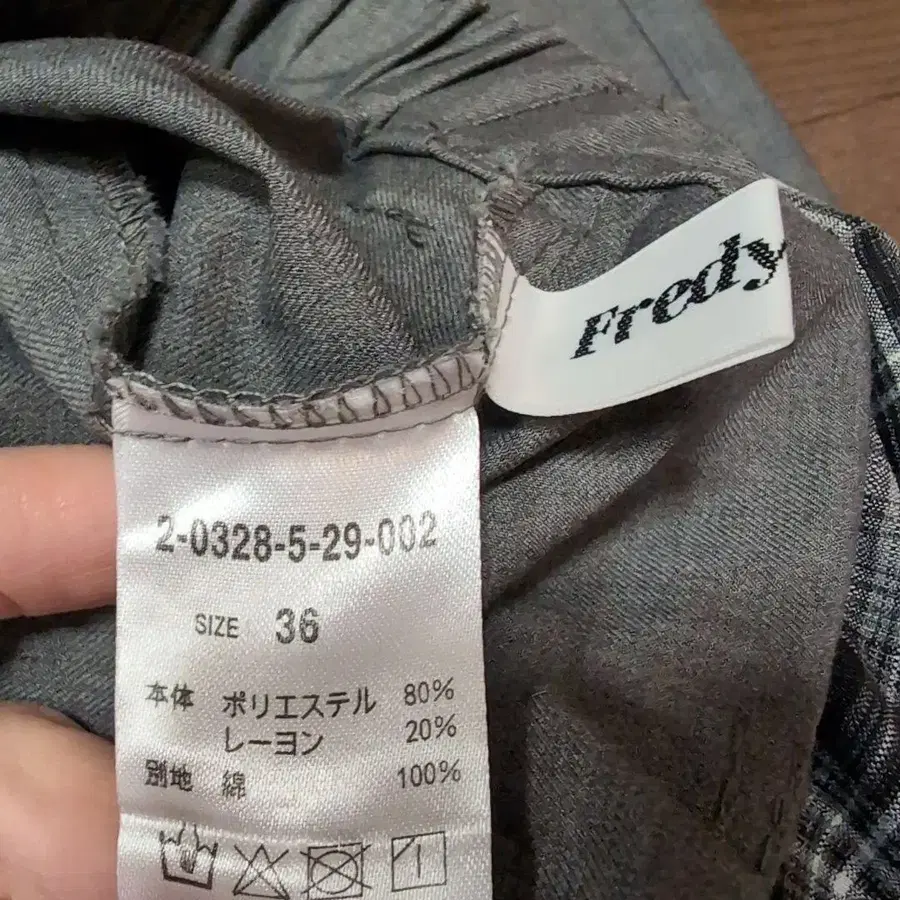 Fredy
2-0328-5-29-002
SIZE 36
本体 ポリエステル 80%
レーヨン 20%
別地 綿 100%